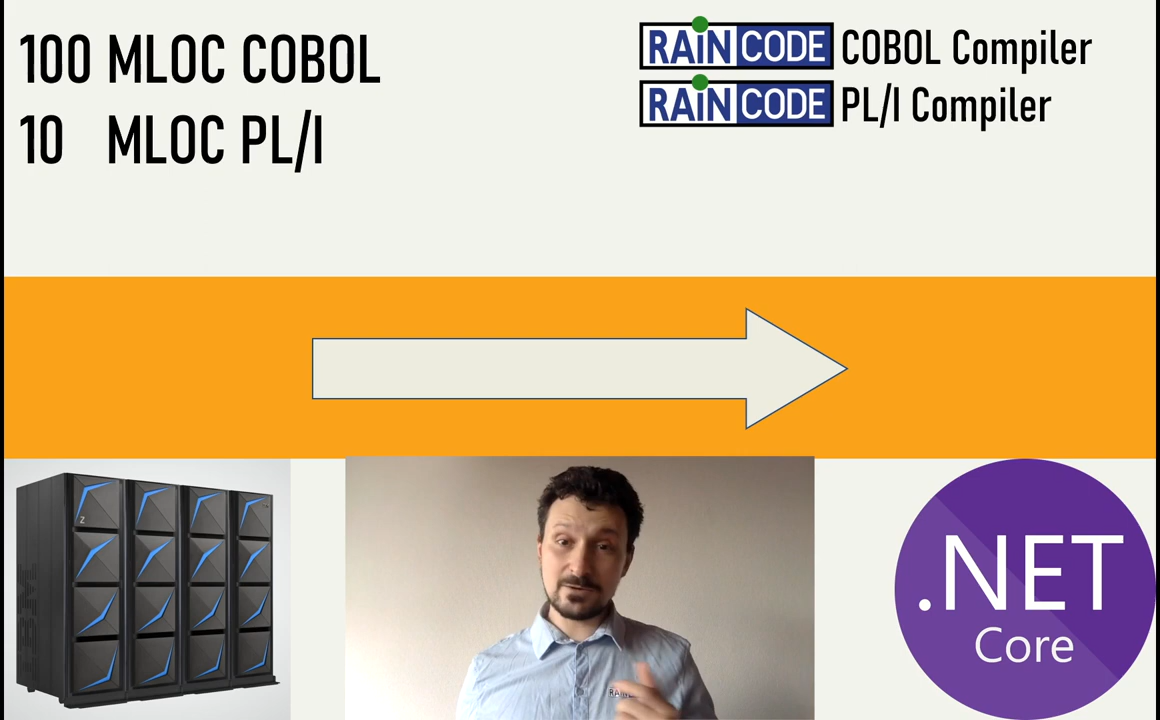 100 MLOC COBOL
10 MLOC PL/I
RAINCODE COBOL Compiler
RAINCODE PL/I Compiler
Z
.NET
Core